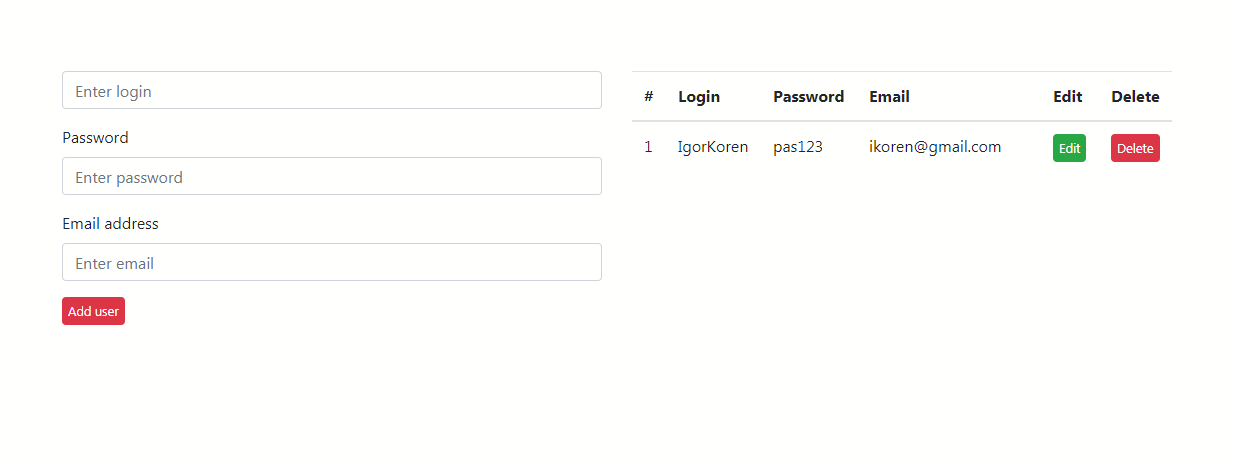 Enter login
Password
Enter password
Email address
Enter email
Add user
# Login Password Email Edit Delete
1 IgorKoren pas123 ikoren@gmail.com Edit Delete